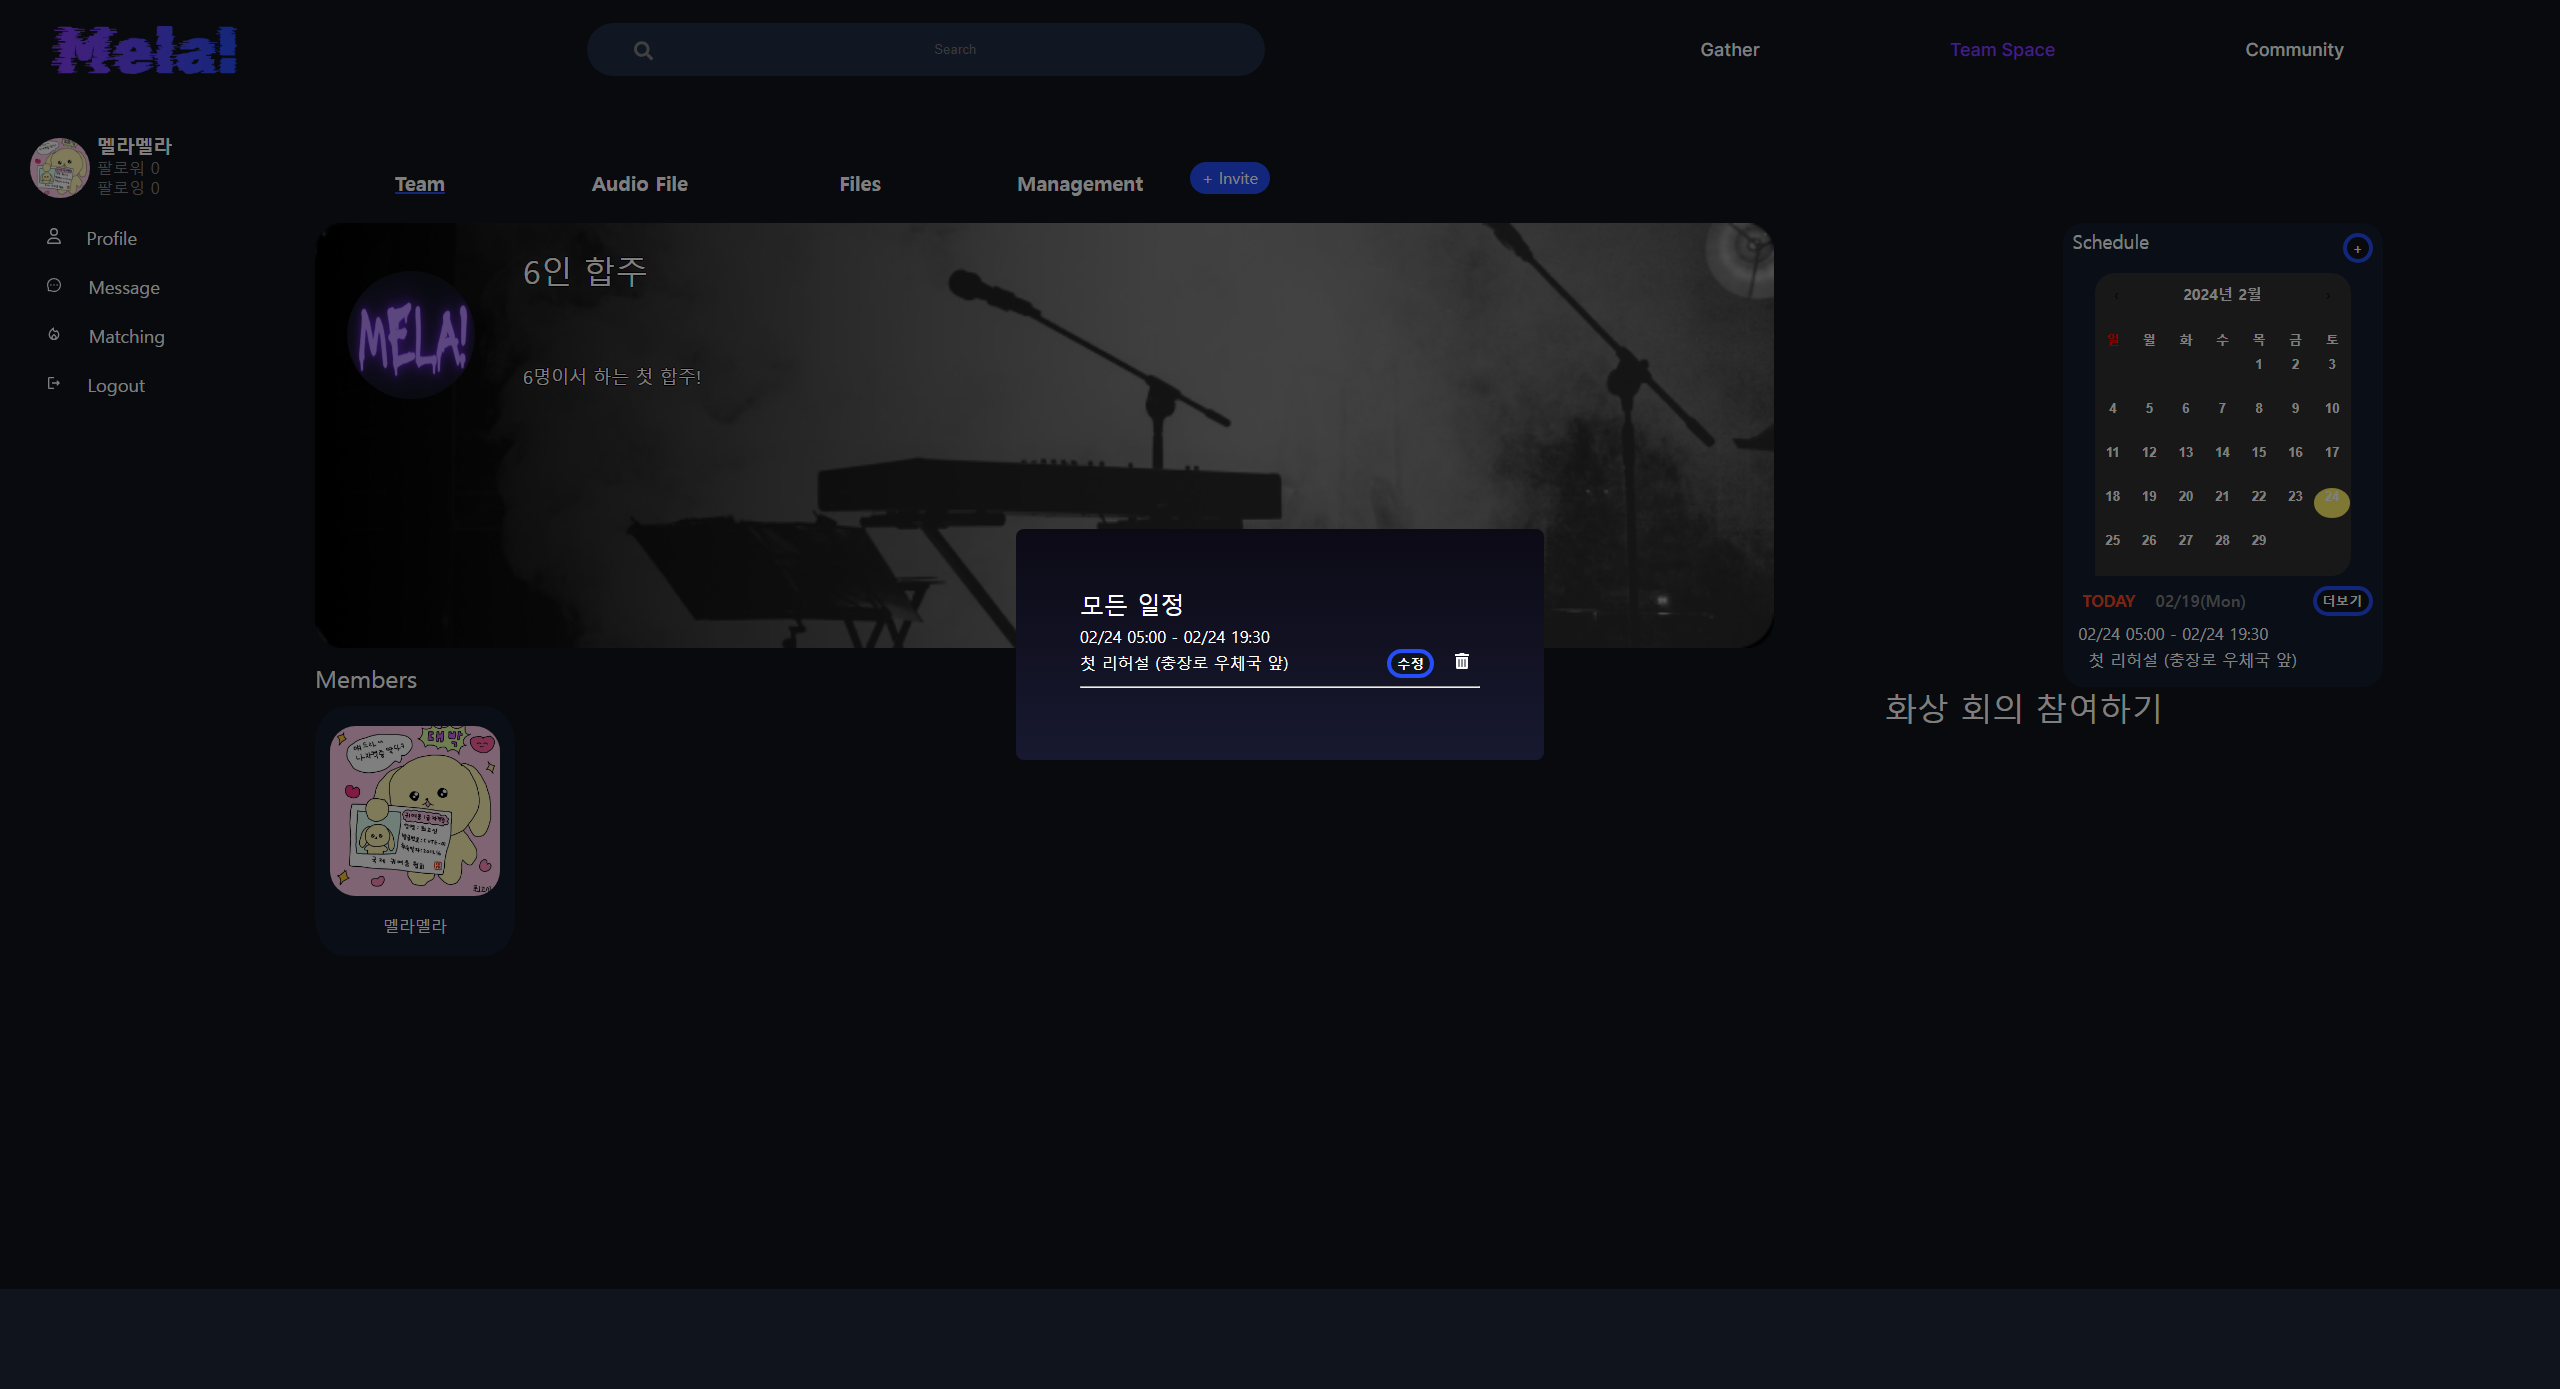 Mela!
Search
Gather
Team Space
Community
멜라멜라
팔로워 0
팔로잉 0
Profile
Message
Matching
Logout
Team
Audio File
Files
Management
+ Invite
MELA!
6인 합주
6명이서 하는 첫 합주!
Schedule
+
‹ 2024년 2월 ›
일 월 화 수 목 금 토
1 2 3
4 5 6 7 8 9 10
11 12 13 14 15 16 17
18 19 20 21 22 23 24
25 26 27 28 29
TODAY 02/19(Mon) 더보기
02/24 05:00 - 02/24 19:30
첫 리허설 (충장로 우체국 앞)
화상 회의 참여하기
모든 일정
02/24 05:00 - 02/24 19:30
첫 리허설 (충장로 우체국 앞)
수정
Members
대박
멜라멜라